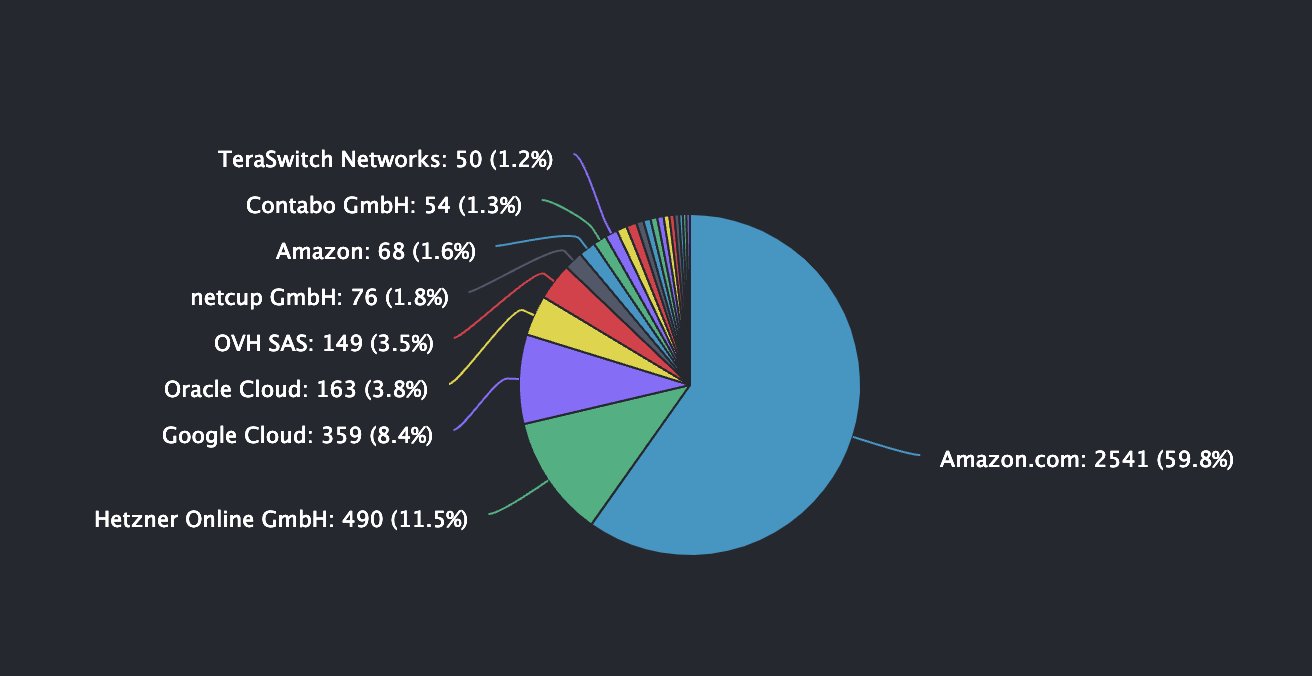 TeraSwitch Networks: 50 (1.2%)
Contabo GmbH: 54 (1.3%)
Amazon: 68 (1.6%)
netcup GmbH: 76 (1.8%)
OVH SAS: 149 (3.5%)
Oracle Cloud: 163 (3.8%)
Google Cloud: 359 (8.4%)
Amazon.com: 2541 (59.8%)
Hetzner Online GmbH: 490 (11.5%)